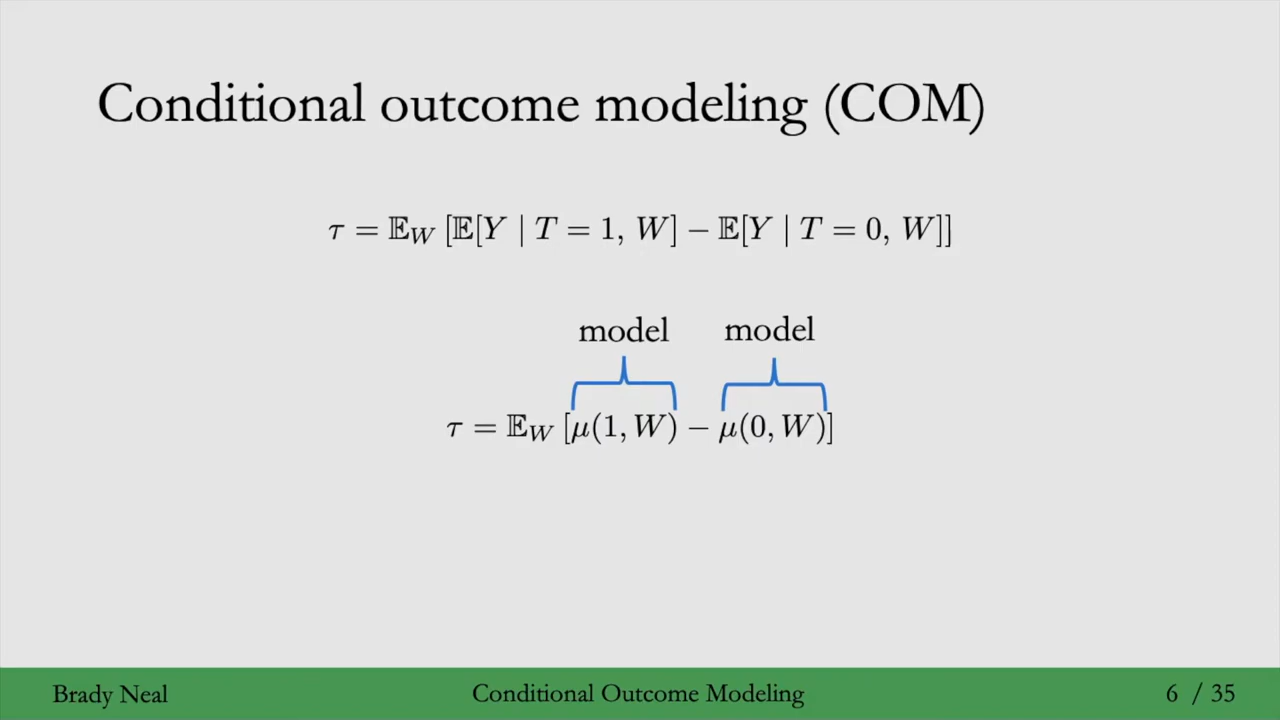 Conditional outcome modeling (COM)
τ = 𝔼_W [𝔼[Y | T = 1, W] − 𝔼[Y | T = 0, W]]
model model
τ = 𝔼_W [μ(1, W) − μ(0, W)]
Brady Neal Conditional Outcome Modeling 6 / 35